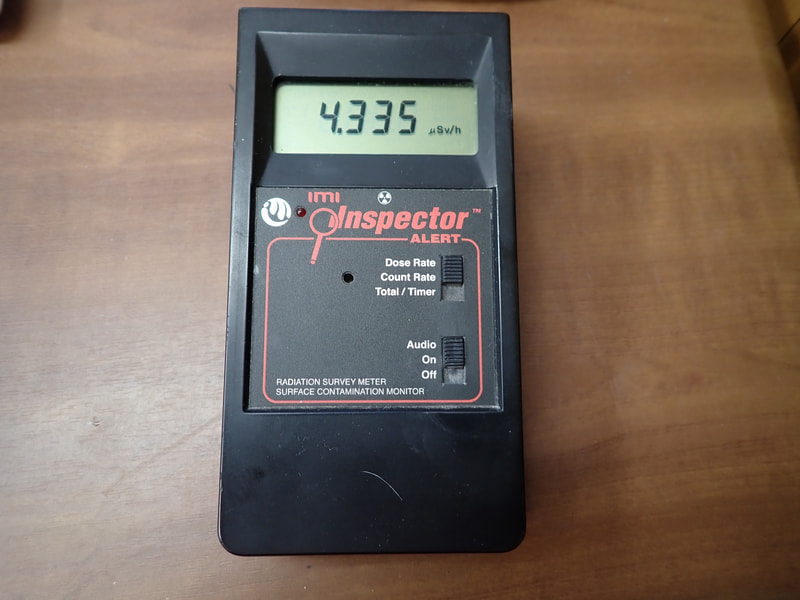 4.335 µSv/h
imi
Inspector™
ALERT
Dose Rate
Count Rate
Total / Timer
Audio
On
Off
RADIATION SURVEY METER
SURFACE CONTAMINATION MONITOR